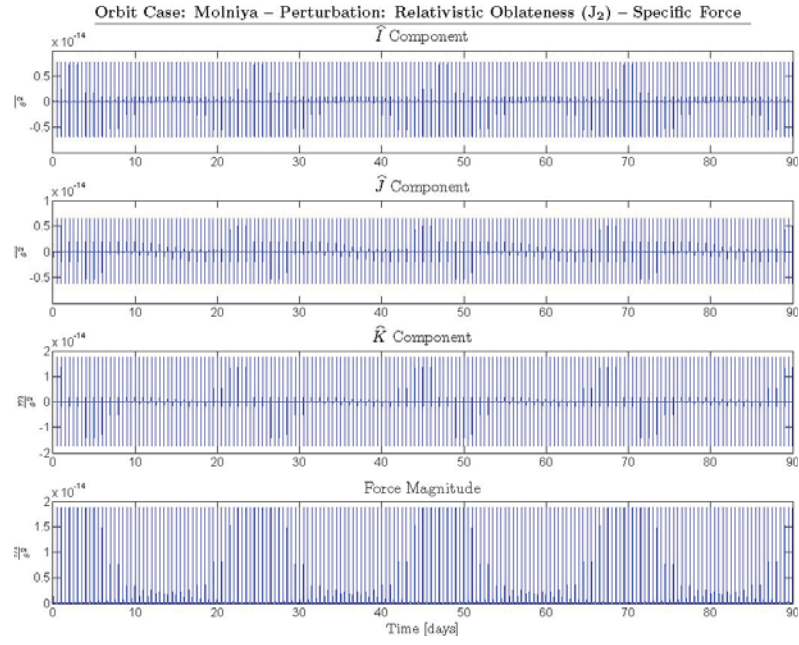 Orbit Case: Molniya – Perturbation: Relativistic Oblateness (J₂) – Specific Force
Î Component
× 10⁻¹⁴
0.5
0
-0.5
s²
0 10 20 30 40 50 60 70 80 90
Ĵ Component
× 10⁻¹⁴
1
0.5
0
-0.5
s²
0 10 20 30 40 50 60 70 80 90
K̂ Component
× 10⁻¹⁴
2
1
0
-1
-2
m/s²
0 10 20 30 40 50 60 70 80 90
Force Magnitude
× 10⁻¹⁴
2
1.5
1
0.5
0
m/s²
0 10 20 30 40 50 60 70 80 90
Time [days]